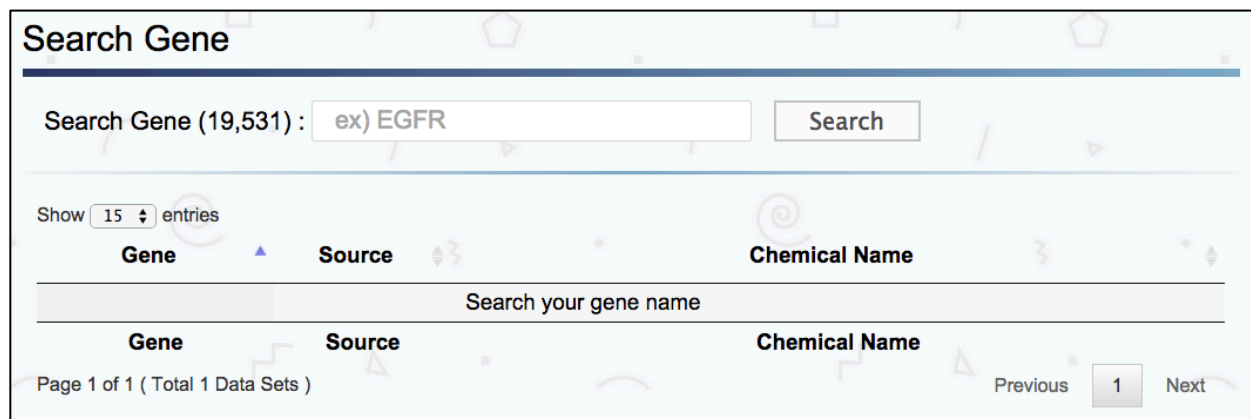 Search Gene
Search Gene (19,531) : ex) EGFR Search
Show 15 entries
Gene Source Chemical Name
Search your gene name
Gene Source Chemical Name
Page 1 of 1 ( Total 1 Data Sets ) Previous 1 Next